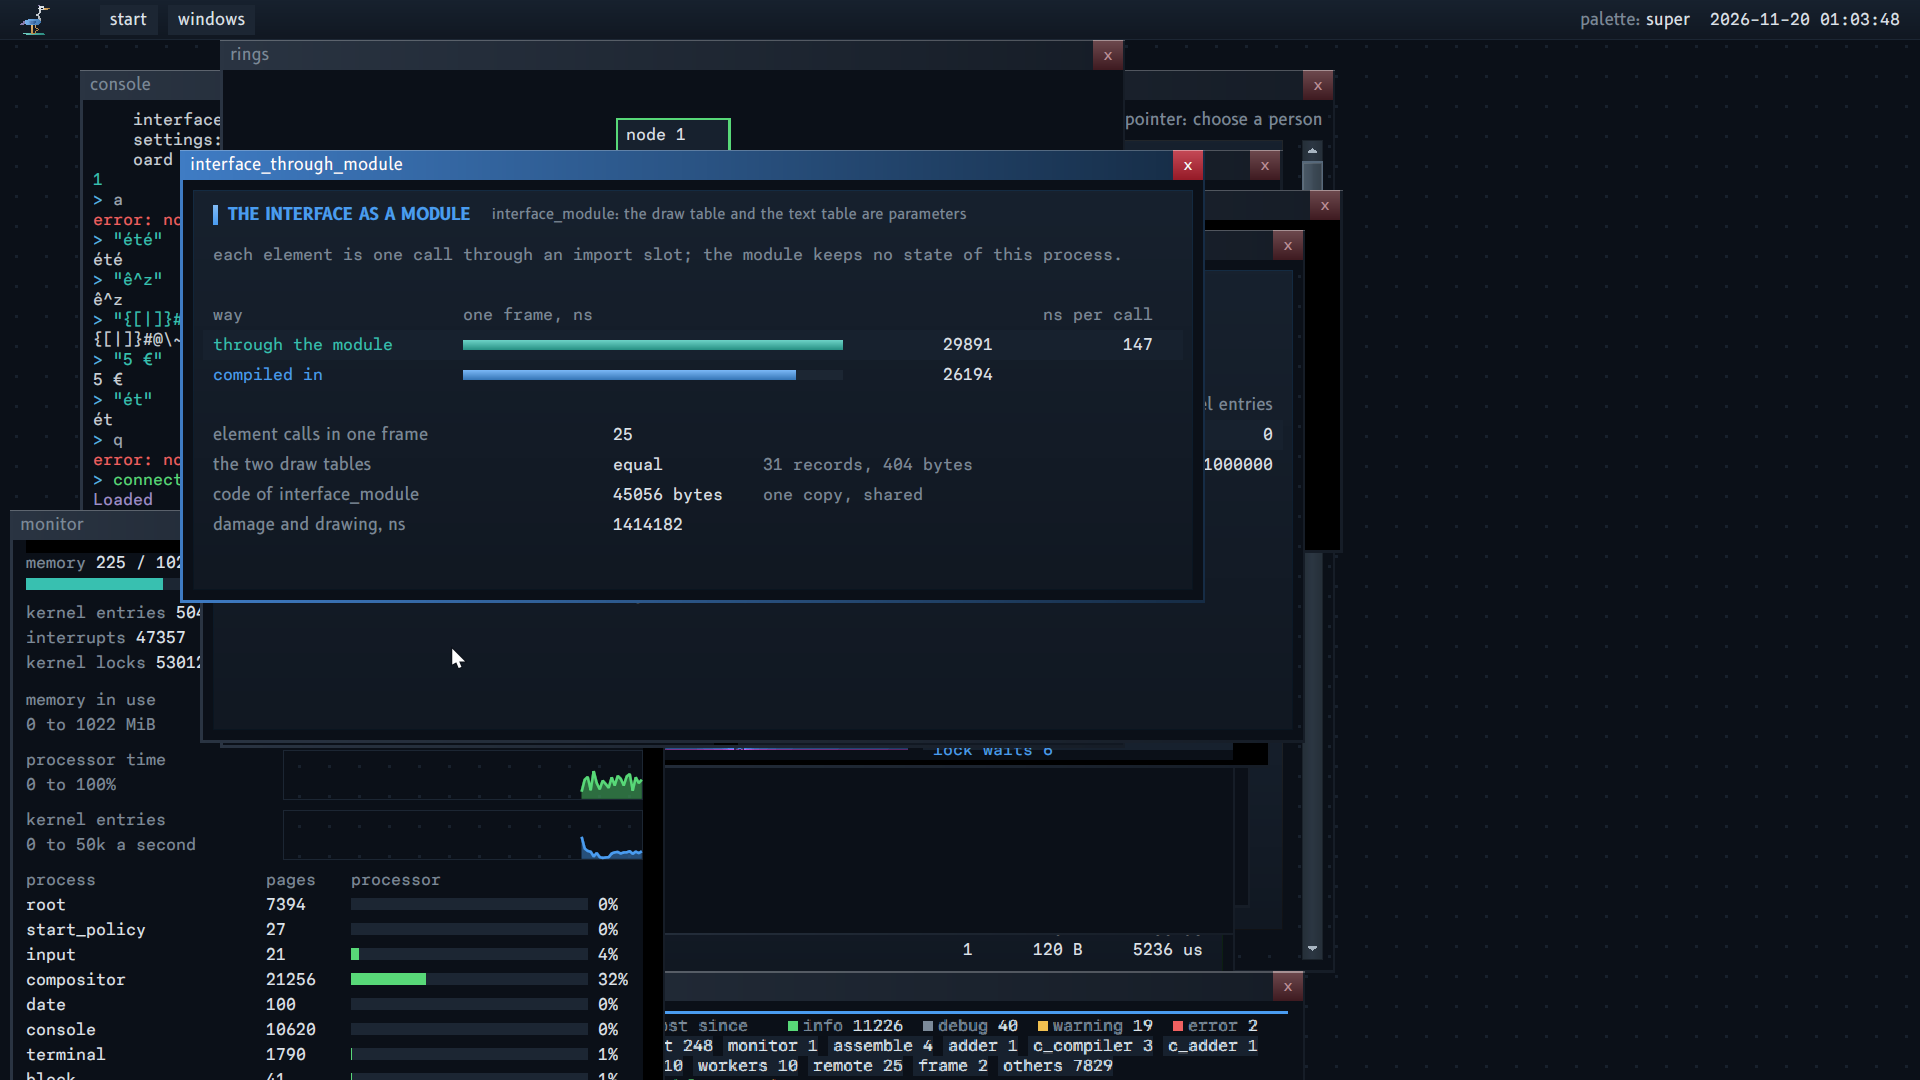 start windows palette: super 2026-11-20 01:03:48
rings x
console x
interface
settings:
oard
pointer: choose a person
node 1
1
> a
error: no
> "été"
été
> "ê^z"
ê^z
> "{[|]}#
{[|]}#@\~
> "5 €"
5 €
> "ét"
ét
> q
error: no
> connect
Loaded
interface_through_module x
x
x
x
THE INTERFACE AS A MODULE interface_module: the draw table and the text table are parameters
each element is one call through an import slot; the module keeps no state of this process.
way one frame, ns ns per call
through the module 29891 147
compiled in 26194
element calls in one frame 25
the two draw tables equal 31 records, 404 bytes
code of interface_module 45056 bytes one copy, shared
damage and drawing, ns 1414182
el entries
0
1000000
monitor
memory 225 / 102
kernel entries 504
interrupts 47357
kernel locks 53012
memory in use
0 to 1022 MiB
processor time
0 to 100%
kernel entries
0 to 50k a second
process pages processor
root 7394 0%
start_policy 27 0%
input 21 4%
compositor 21256 32%
date 100 0%
console 10620 0%
terminal 1790 1%
block 41 1%
lock waits 6
1 120 B 5236 us
x
ost since info 11226 debug 40 warning 19 error 2
t 248 monitor 1 assemble 4 adder 1 c_compiler 3 c_adder 1
10 workers 10 remote 25 frame 2 others 7829